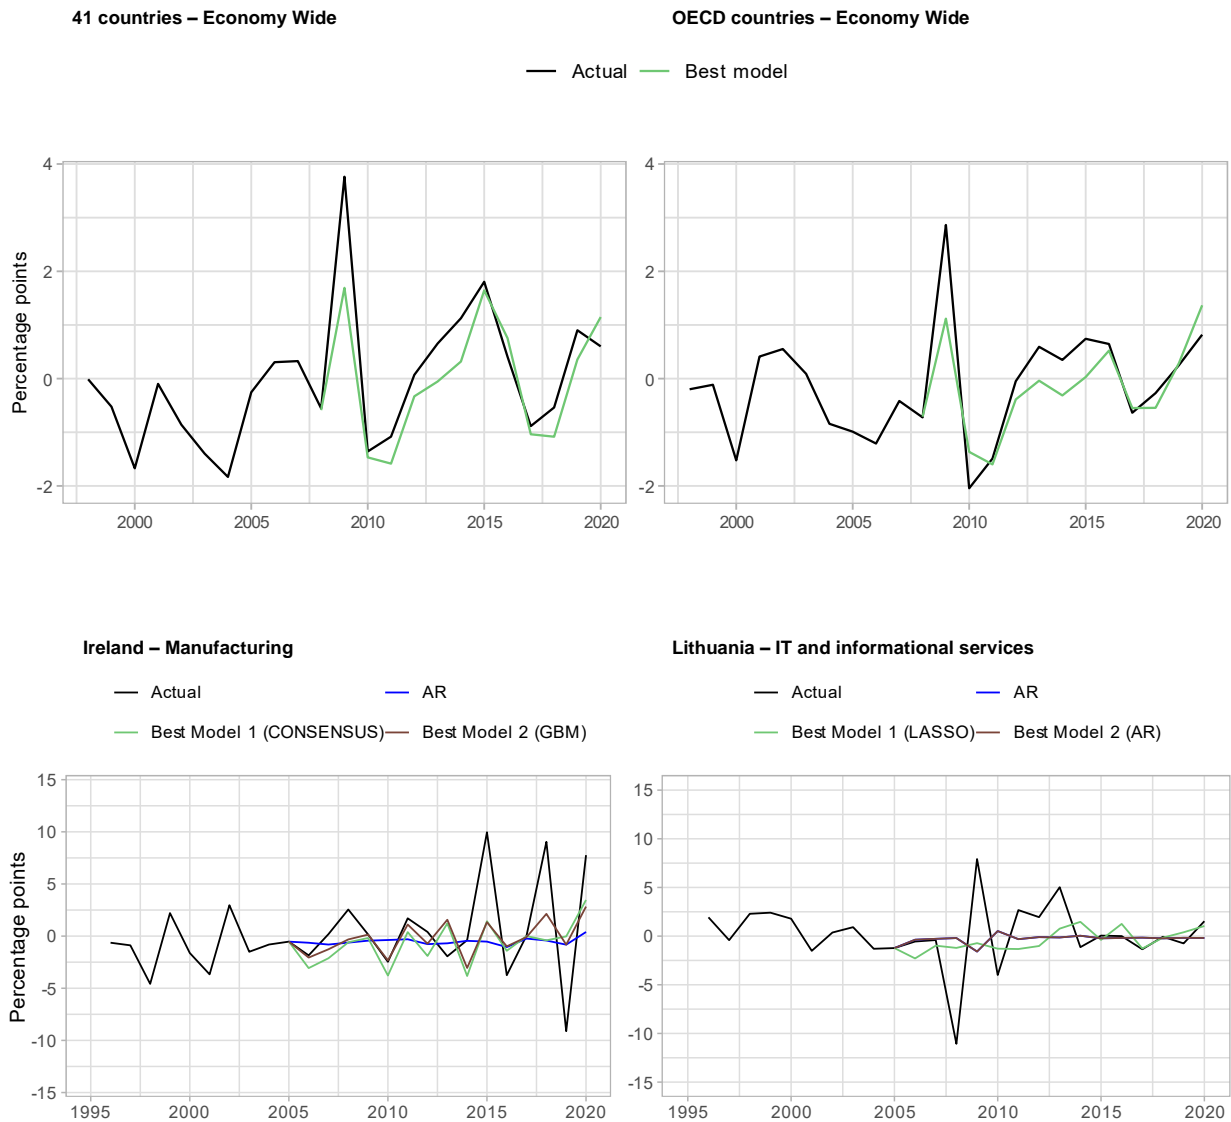 41 countries – Economy Wide
OECD countries – Economy Wide
Actual
Best model
Percentage points
4
2
0
-2
2000
2005
2010
2015
2020
4
2
0
-2
2000
2005
2010
2015
2020
Ireland – Manufacturing
Actual
AR
Best Model 1 (CONSENSUS)
Best Model 2 (GBM)
Percentage points
15
10
5
0
-5
-10
-15
1995
2000
2005
2010
2015
2020
Lithuania – IT and informational services
Actual
AR
Best Model 1 (LASSO)
Best Model 2 (AR)
15
10
5
0
-5
-10
-15
1995
2000
2005
2010
2015
2020